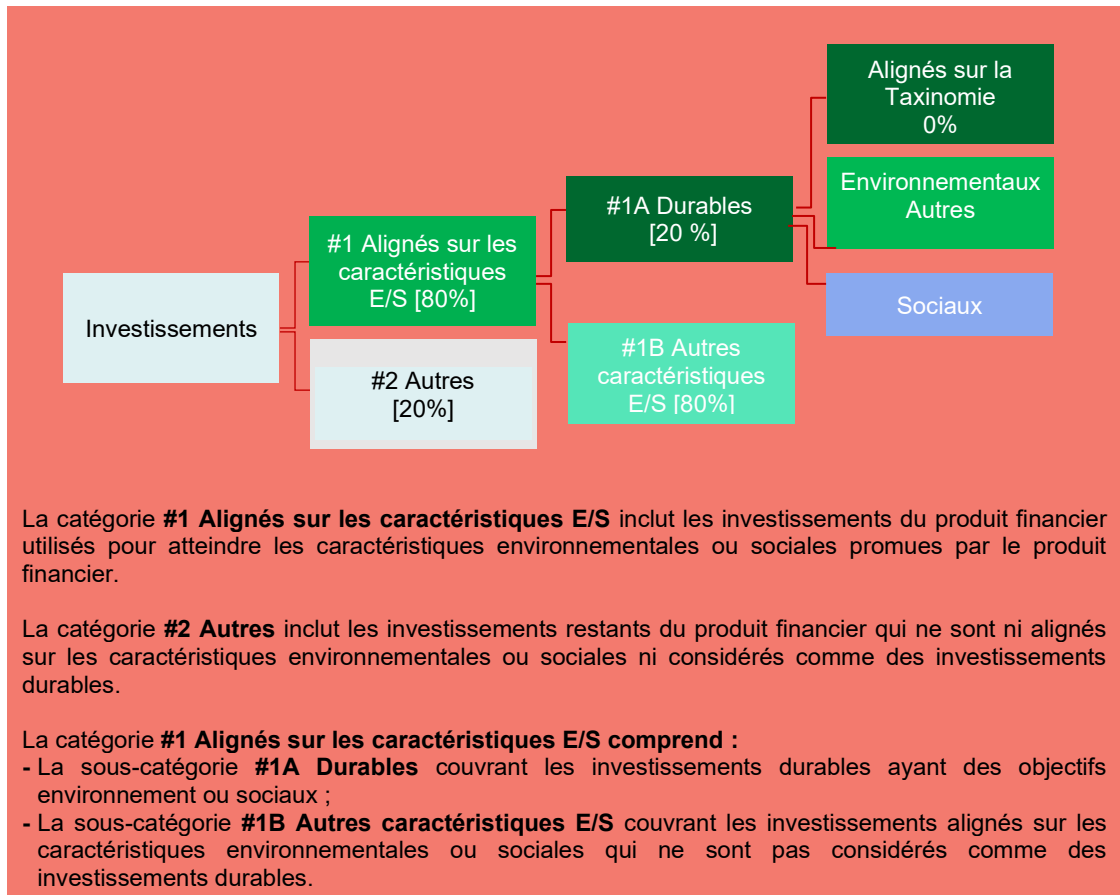 Alignés sur la
Taxinomie
0%
Environnementaux
Autres
#1A Durables
[20 %]
#1 Alignés sur les
caractéristiques
E/S [80%]
Sociaux
Investissements
#1B Autres
caractéristiques
E/S [80%]
#2 Autres
[20%]
La catégorie #1 Alignés sur les caractéristiques E/S inclut les investissements du produit financier
utilisés pour atteindre les caractéristiques environnementales ou sociales promues par le produit
financier.
La catégorie #2 Autres inclut les investissements restants du produit financier qui ne sont ni alignés
sur les caractéristiques environnementales ou sociales ni considérés comme des investissements
durables.
La catégorie #1 Alignés sur les caractéristiques E/S comprend :
- La sous-catégorie #1A Durables couvrant les investissements durables ayant des objectifs
environnement ou sociaux ;
- La sous-catégorie #1B Autres caractéristiques E/S couvrant les investissements alignés sur les
caractéristiques environnementales ou sociales qui ne sont pas considérés comme des
investissements durables.